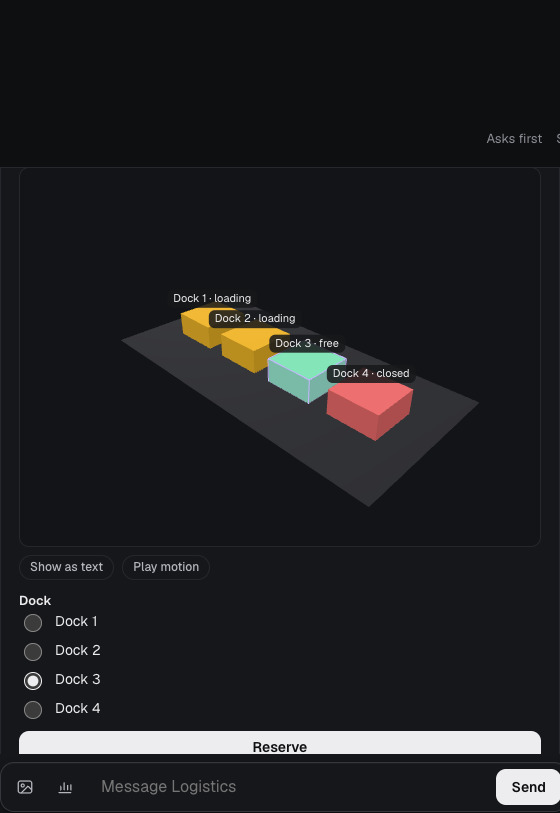 Asks first
Dock 1 · loading
Dock 2 · loading
Dock 3 · free
Dock 4 · closed
Show as text
Play motion
Dock
Dock 1
Dock 2
Dock 3
Dock 4
Reserve
Message Logistics
Send